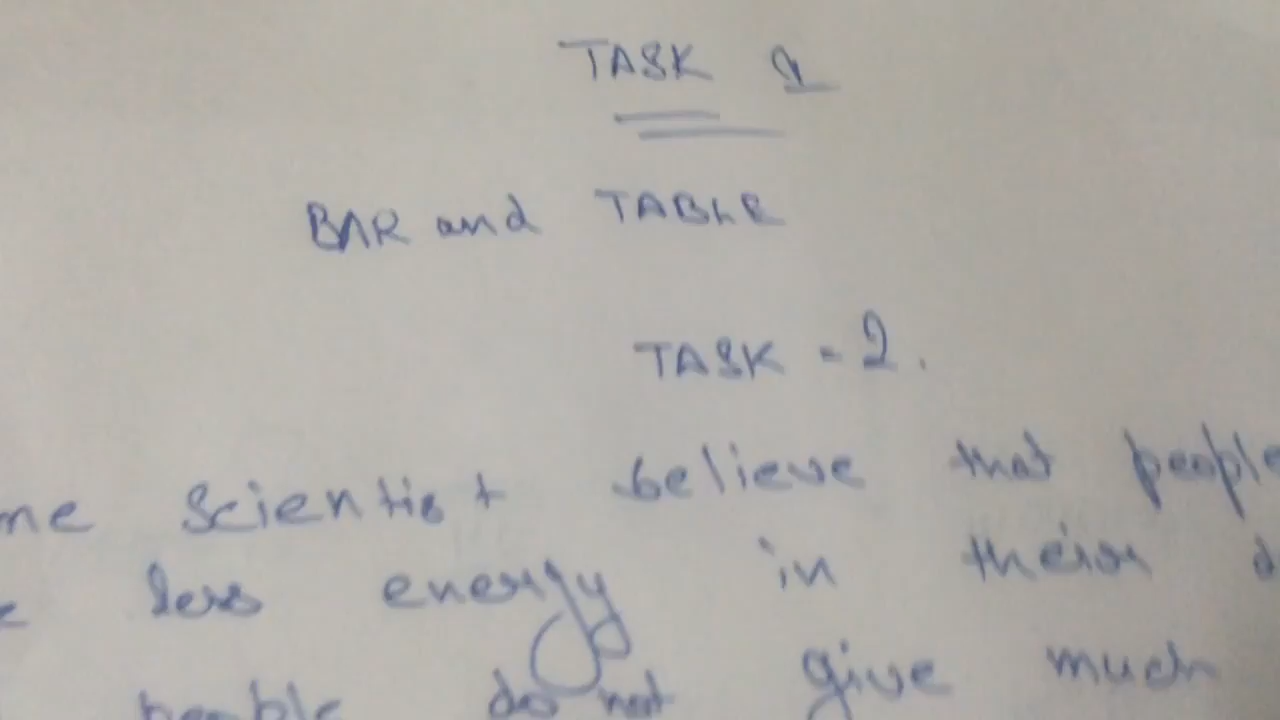 TASK 1
BAR and TABLE
TASK - 2.
me scientist believe that people
less energy in their
people do not give much